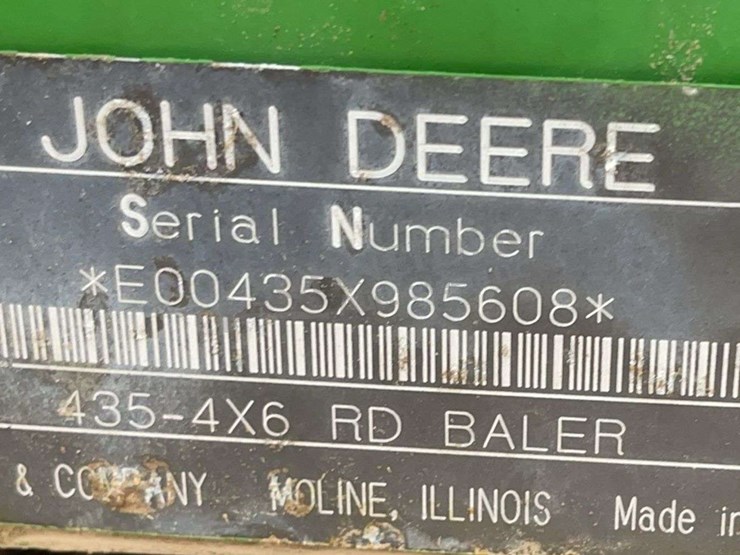 JOHN DEERE
Serial Number
*E00435X985608*
435-4X6 RD BALER
& COMPANY MOLINE, ILLINOIS Made in